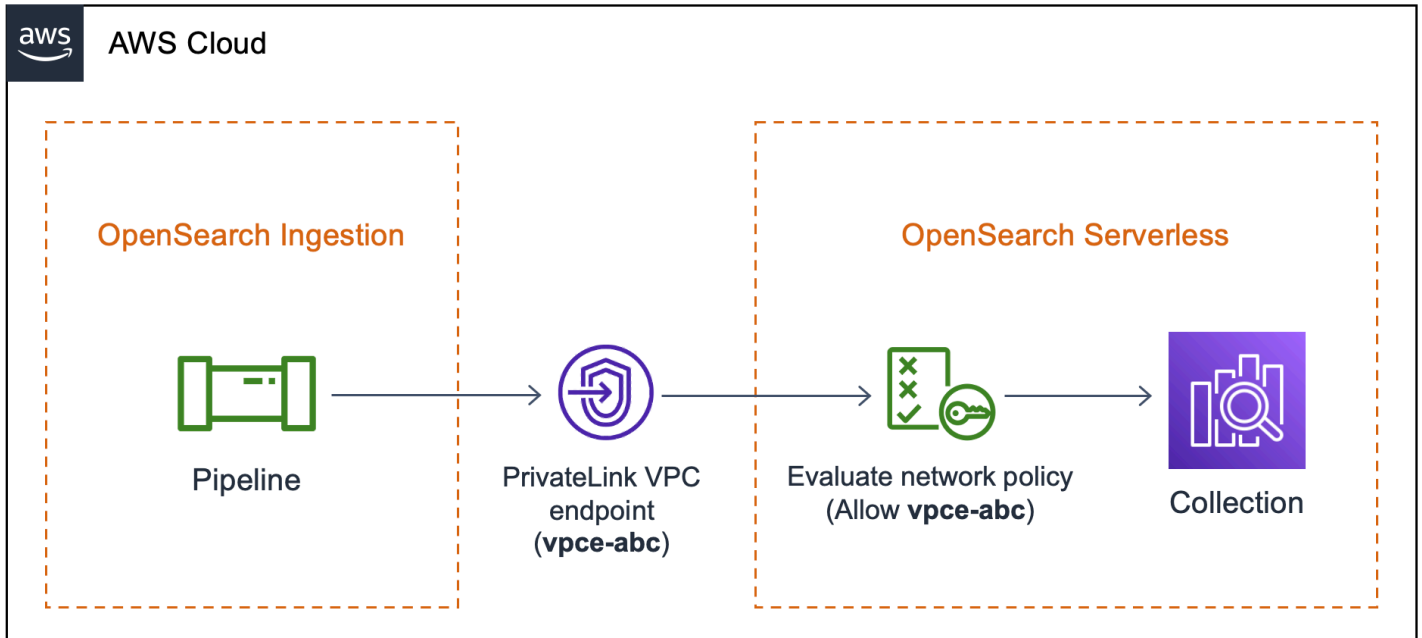 aws
AWS Cloud
OpenSearch Ingestion
OpenSearch Serverless
Pipeline
PrivateLink VPC
endpoint
(vpce-abc)
Evaluate network policy
(Allow vpce-abc)
Collection